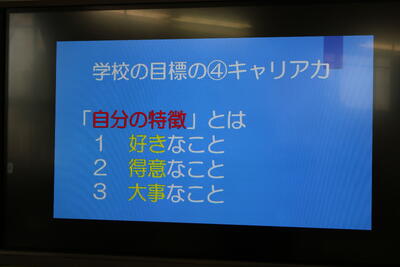 学校の目標の④キャリア力
「自分の特徴」とは
１　好きなこと
２　得意なこと
３　大事なこと